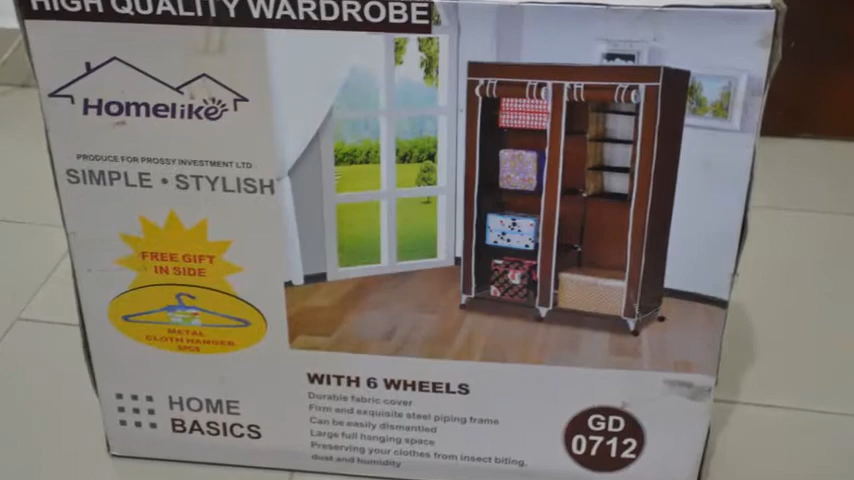 HIGH QUALITY WARDROBE
Homelike
PRODUCE FOR PROSSY INVESTMENT LTD
SIMPLE • STYLISH
FREE GIFT
IN SIDE
METAL
CLOTH HANGER
5PCS
HOME
BASICS
WITH 6 WHEELS
Durable fabric cover
Firm and exquisite steel piping frame
Can be easily dismantled
Large full hanging space
Preserving your clothes from insect biting,
dust and humidity
GD
0712